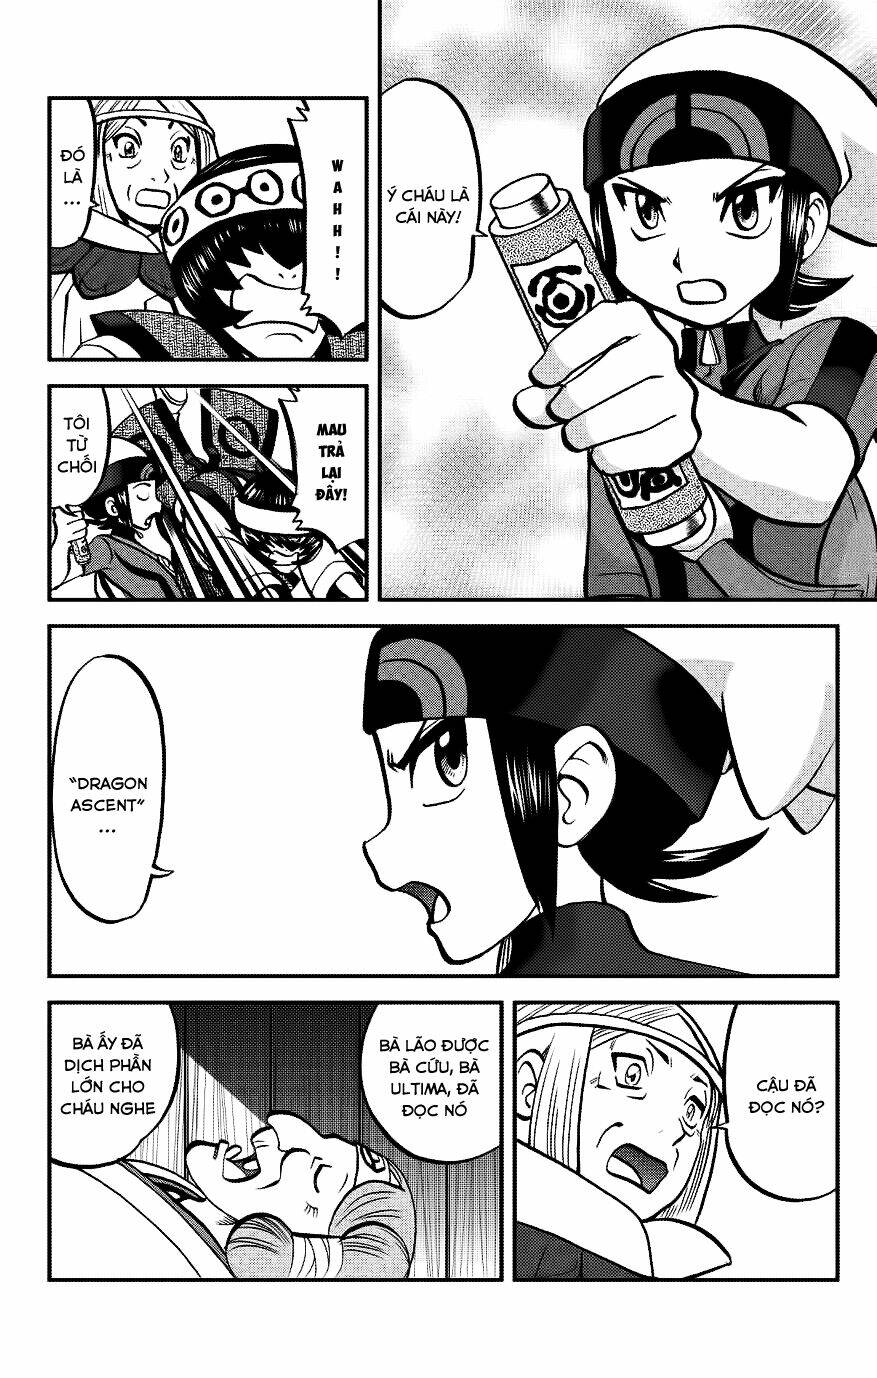 Ý CHÁU LÀ
CÁI NÀY!
WAHH!!
ĐÓ
LÀ
...
MAU
TRẢ
LẠI
ĐÂY!
TÔI
TỪ
CHỐI
“DRAGON
ASCENT”
...
CẬU ĐÃ
ĐỌC NÓ?
BÀ LÃO ĐƯỢC
BÀ CỨU, BÀ
ULTIMA, ĐÃ
ĐỌC NÓ
BÀ ẤY ĐÃ
DỊCH PHẦN
LỚN CHO
CHÁU NGHE